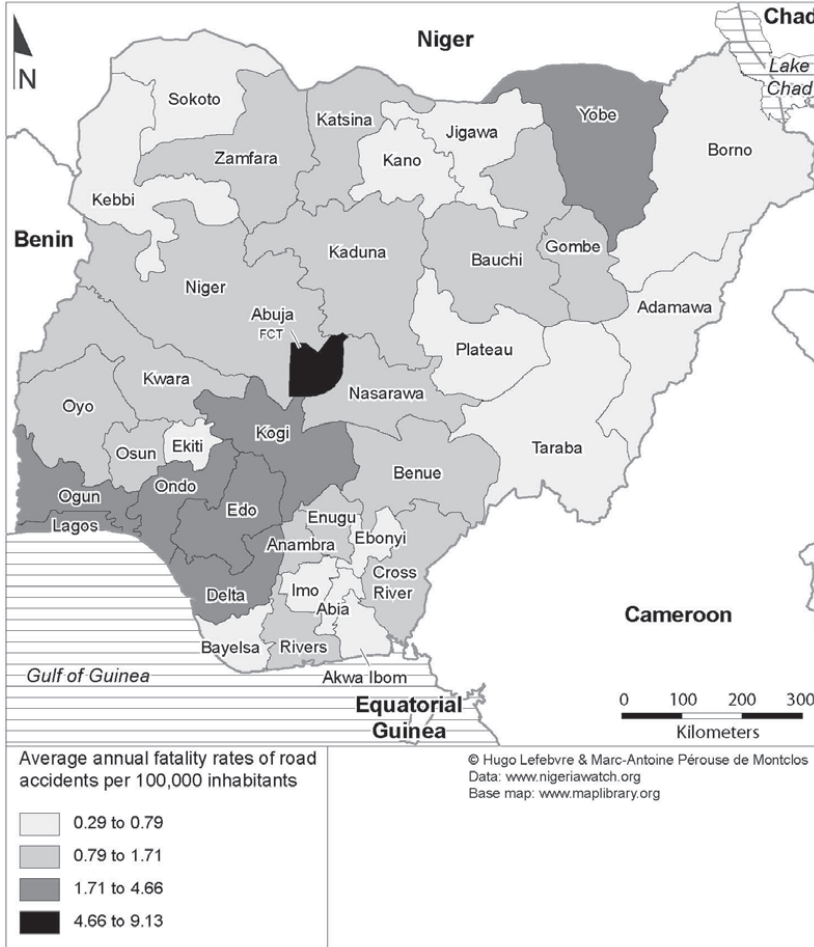 Chad
Niger
N
Lake
Chad
Sokoto
Katsina
Yobe
Jigawa
Zamfara
Kano
Borno
Kebbi
Benin
Kaduna
Gombe
Bauchi
Niger
Adamawa
Abuja
FCT
Plateau
Kwara
Nasarawa
Oyo
Kogi
Osun
Ekiti
Taraba
Benue
Ondo
Ogun
Edo
Lagos
Enugu
Anambra
Ebonyi
Cross
River
Delta
Imo
Abia
Cameroon
Bayelsa
Rivers
Gulf of Guinea
Akwa Ibom
Equatorial
Guinea
0 100 200 300
Kilometers
Average annual fatality rates of road
accidents per 100,000 inhabitants
0.29 to 0.79
0.79 to 1.71
1.71 to 4.66
4.66 to 9.13
© Hugo Lefebvre & Marc-Antoine Pérouse de Montclos
Data: www.nigeriawatch.org
Base map: www.maplibrary.org